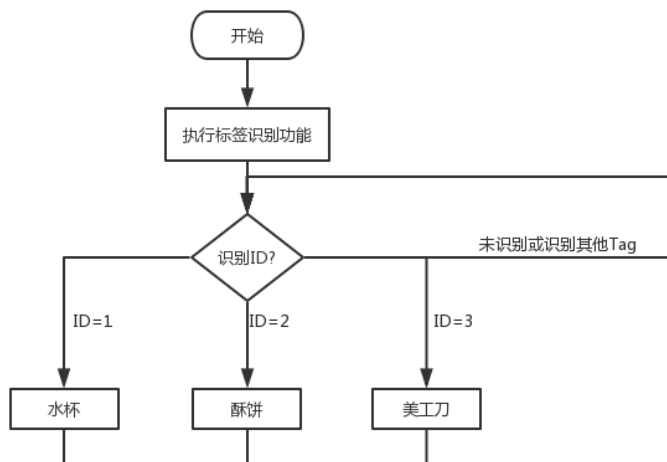 开始
执行标签识别功能
识别ID?
未识别或识别其他Tag
ID=1
ID=2
ID=3
水杯
酥饼
美工刀